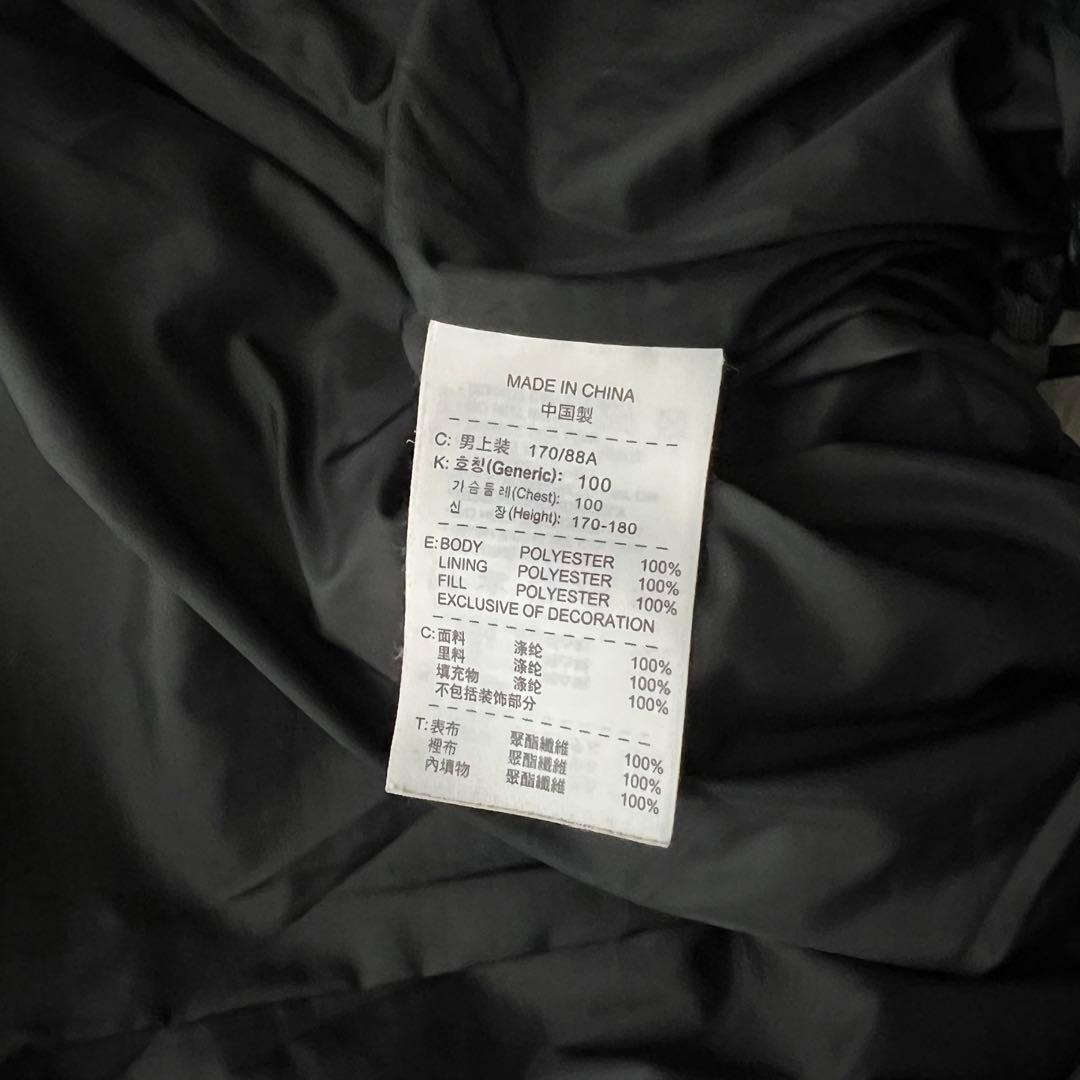 MADE IN CHINA
中国製
C: 男上装 170/88A
K: 호칭(Generic): 100
가슴둘레(Chest): 100
신 장(Height): 170-180
E: BODY POLYESTER 100%
LINING POLYESTER 100%
FILL POLYESTER 100%
EXCLUSIVE OF DECORATION
C: 面料 涤纶 100%
里料 涤纶 100%
填充物 涤纶 100%
不包括装饰部分
T: 表布 聚酯纖維 100%
裡布 聚酯纖維 100%
內填物 聚酯纖維 100%